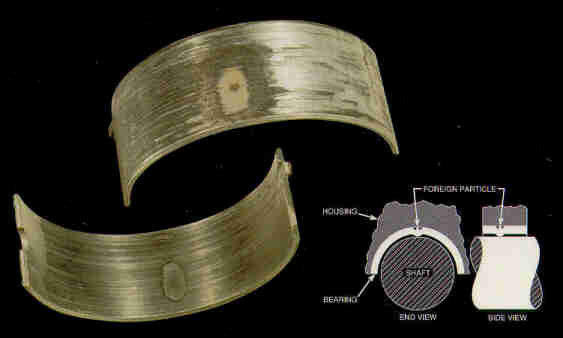 FOREIGN PARTICLE
HOUSING
SHAFT
BEARING
END VIEW
SIDE VIEW